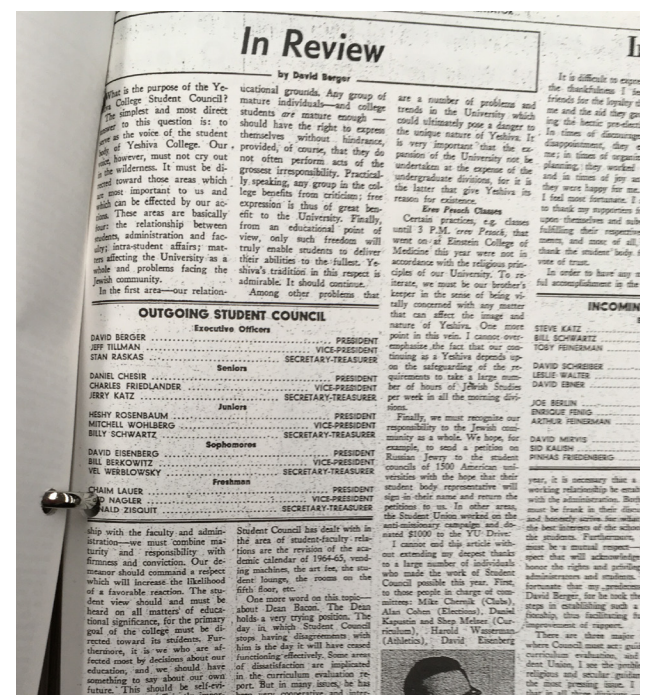 In Review
by David Berger
What is the purpose of the Ye-
College Student Council?
The simplest and most direct
to this question is: to
as the voice of the student
of Yeshiva College. Our
however, must not cry out
the wilderness. It must be di-
rected toward those areas which
are most important to us and
which can be effected by our ac-
These areas are basically
four: the relationship between
students, administration and fac-
ulty; intra-student affairs; mat-
ters affecting the University as a
whole and problems facing the
Jewish community.
In the first area—our relation-
ucational grounds. Any group of
mature individuals—and college
students are mature enough —
should have the right to express
themselves without hindrance,
provided, of course, that they do
not often perform acts of the
grossest irresponsibility. Practical-
ly speaking, any group in the col-
lege benefits from criticism; free
expression is thus of great ben-
efit to the University. Finally,
from an educational point of
view, only such freedom will
truly enable students to deliver
their abilities to the fullest. Ye-
shiva's tradition in this respect is
admirable. It should continue.
Among other problems that
OUTGOING STUDENT COUNCIL
Executive Officers
DAVID BERGER PRESIDENT
JEFF TILLMAN VICE-PRESIDENT
STAN RASKAS SECRETARY-TREASURER
Seniors
DANIEL CHESIR PRESIDENT
CHARLES FRIEDLANDER VICE-PRESIDENT
JERRY KATZ SECRETARY-TREASURER
Juniors
HESHY ROSENBAUM PRESIDENT
MITCHELL WOHLBERG VICE-PRESIDENT
BILLY SCHWARTZ SECRETARY-TREASURER
Sophomores
DAVID EISENBERG PRESIDENT
BILL BERKOWITZ VICE-PRESIDENT
VEL WERBLOWSKY SECRETARY-TREASURER
Freshman
CHAIM LAUER PRESIDENT
NAGLER VICE-PRESIDENT
ZISQUIT SECRETARY-TREASURER
ship with the faculty and admin-
istration—we must combine ma-
turity and responsibility with
firmness and conviction. Our de-
meanor should command a respect
which will increase the likelihood
of a favorable reaction. The stu-
dent view should and must be
heard on all matters of educa-
tional significance, for the primary
goal of the college must be di-
rected toward its students. Fur-
thermore, it is we who are af-
fected most by decisions about our
education, and we should have
something to say about our own
future. This should be self-evi-
Student Council has dealt with in
the area of student-faculty rela-
tions are the revision of the aca-
demic calendar of 1964-65, vend-
ing machines, the art fee, the stu-
dent lounge, the rooms on the
fifth floor, etc.
One more word on this topic—
about Dean Bacon. The Dean
holds a very trying position. The
day in which Student Council
stops having disagreements with
him is the day it will have ceased
functioning effectively. Some areas
of dissatisfaction are implicated
in the curriculum evaluation re-
port. But in many issues, he has
are a number of problems and
trends in the University which
could ultimately pose a danger to
the unique nature of Yeshiva. It
is very important that the ex-
pansion of the University not be
undertaken at the expense of the
undergraduate divisions, for it is
the latter that give Yeshiva its
reason for existence.
Erev Pesach Classes
Certain practices, e.g. classes
until 3 P.M. erev Pesach, that
went on at Einstein College of
Medicine this year were not in
accordance with the religious prin-
ciples of our University. To re-
iterate, we must be our brother's
keeper in the sense of being vi-
tally concerned with any matter
that can affect the image and
nature of Yeshiva. One more
point in this vein. I cannot over-
emphasize the fact that our con-
tinuing as a Yeshiva depends up-
on the safeguarding of the re-
quirements to take a large num-
ber of hours of Jewish Studies
per week in all the morning divi-
sions.
Finally, we must recognize our
responsibility to the Jewish com-
munity as a whole. We hope, for
example, to send a petition on
Russian Jewry to the student
councils of 1500 American uni-
versities with the hope that their
student body representative will
sign in their name and return the
petitions to us. In other areas,
the Student Union worked on the
anti-missionary campaign and do-
nated $1000 to the YU Drive.
I cannot end this article with-
out extending my deepest thanks
to a large number of individuals
who made the work of Student
Council possible this year. First,
to those people in charge of com-
mittees: Mike Chernik (Clubs),
Alan Cohen (Elections), Daniel
Kapustin and Shep Melzer (Cur-
riculum), Harold Wasserman
(Athletics), David Eisenberg
It is difficult to
the thankfulness I
friends for the loyalty
me and the aid they
ing the hectic
In times of
disappointment, they
me; in times of
planning; they worked
and in times of joy
they were happy for me.
I feel most fortunate. I
to thank my supporters
upon themselves and
fulfilling their respective
ments, and most of all,
thank the student body
vote of trust.
In order to have any
ful accomplishment in the
INCOMIN
STEVE KATZ
BILL SCHWARTZ
TOBY FEINERMAN
DAVID SCHREIBER
LESLIE WALTER
DAVID EBNER
JOE BERLIN
ENRIQUE FENIG
ARTHUR FEINERMAN
DAVID MIRVIS
SID KALISH
PINHAS FRIEDENBERG
year, it is necessary that a
working relationship be
with the administration. Both
must be frank in their
and honestly
the best interests of the
the students. Furthermore,
must be a mutual respect
spect that will acknowledge
honor the rights and
administrators and students
fortunate that my
David Berger, for he took the
steps in establishing such a
tionship, thus facilitating
improvement
There are three major
where Council must act:
curriculum evaluation, and
dent Union. I see the
religious and secular guidance
the most pressing issue. I